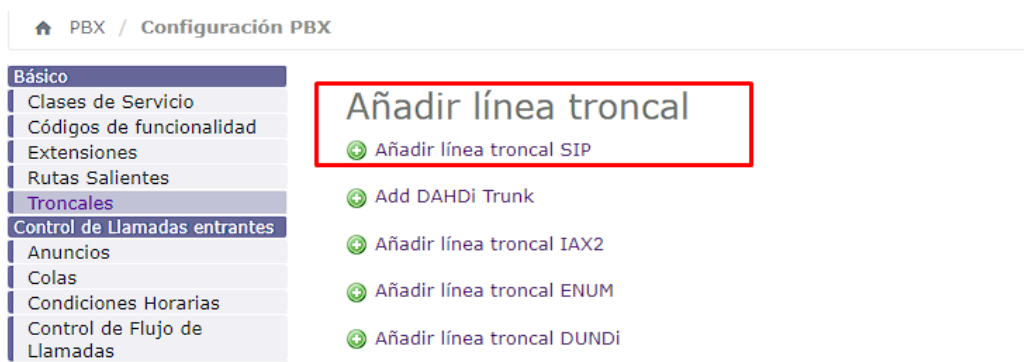 PBX / Configuración PBX
Básico
Clases de Servicio
Códigos de funcionalidad
Extensiones
Rutas Salientes
Troncales
Control de Llamadas entrantes
Anuncios
Colas
Condiciones Horarias
Control de Flujo de
Llamadas
Añadir línea troncal
Añadir línea troncal SIP
Add DAHDi Trunk
Añadir línea troncal IAX2
Añadir línea troncal ENUM
Añadir línea troncal DUNDi